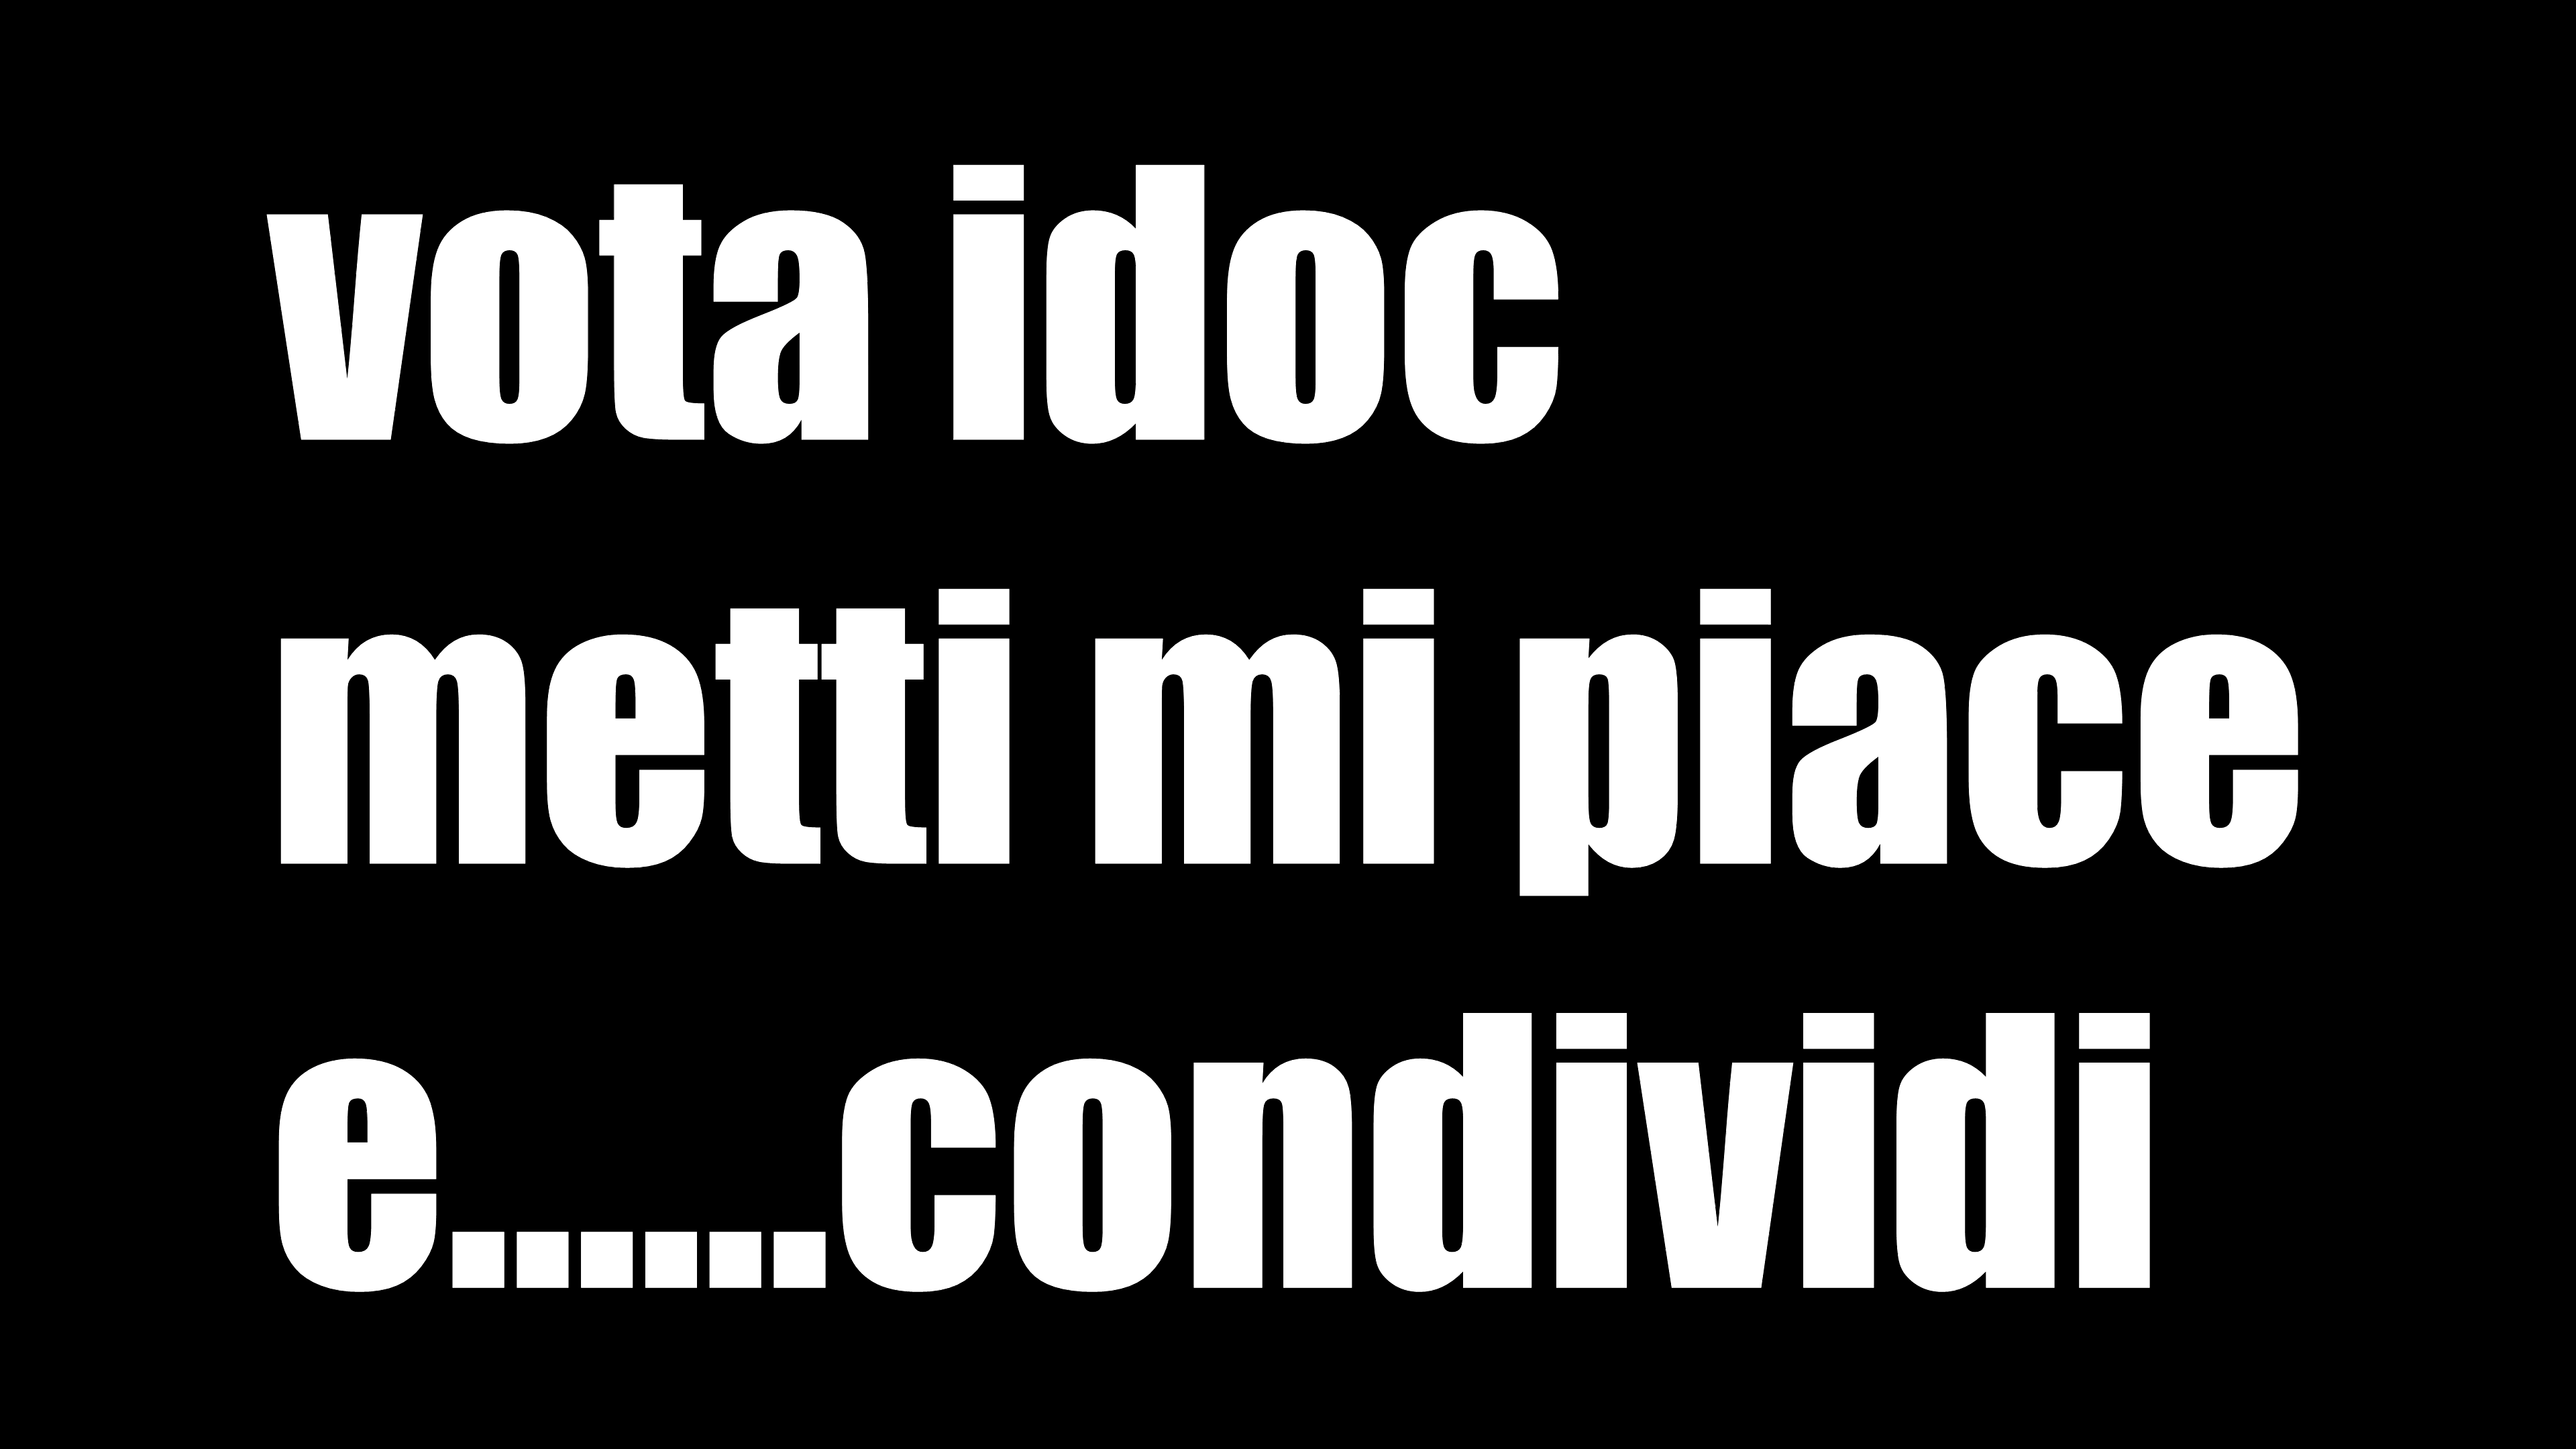 vota idoc
metti mi piace
e......condividi